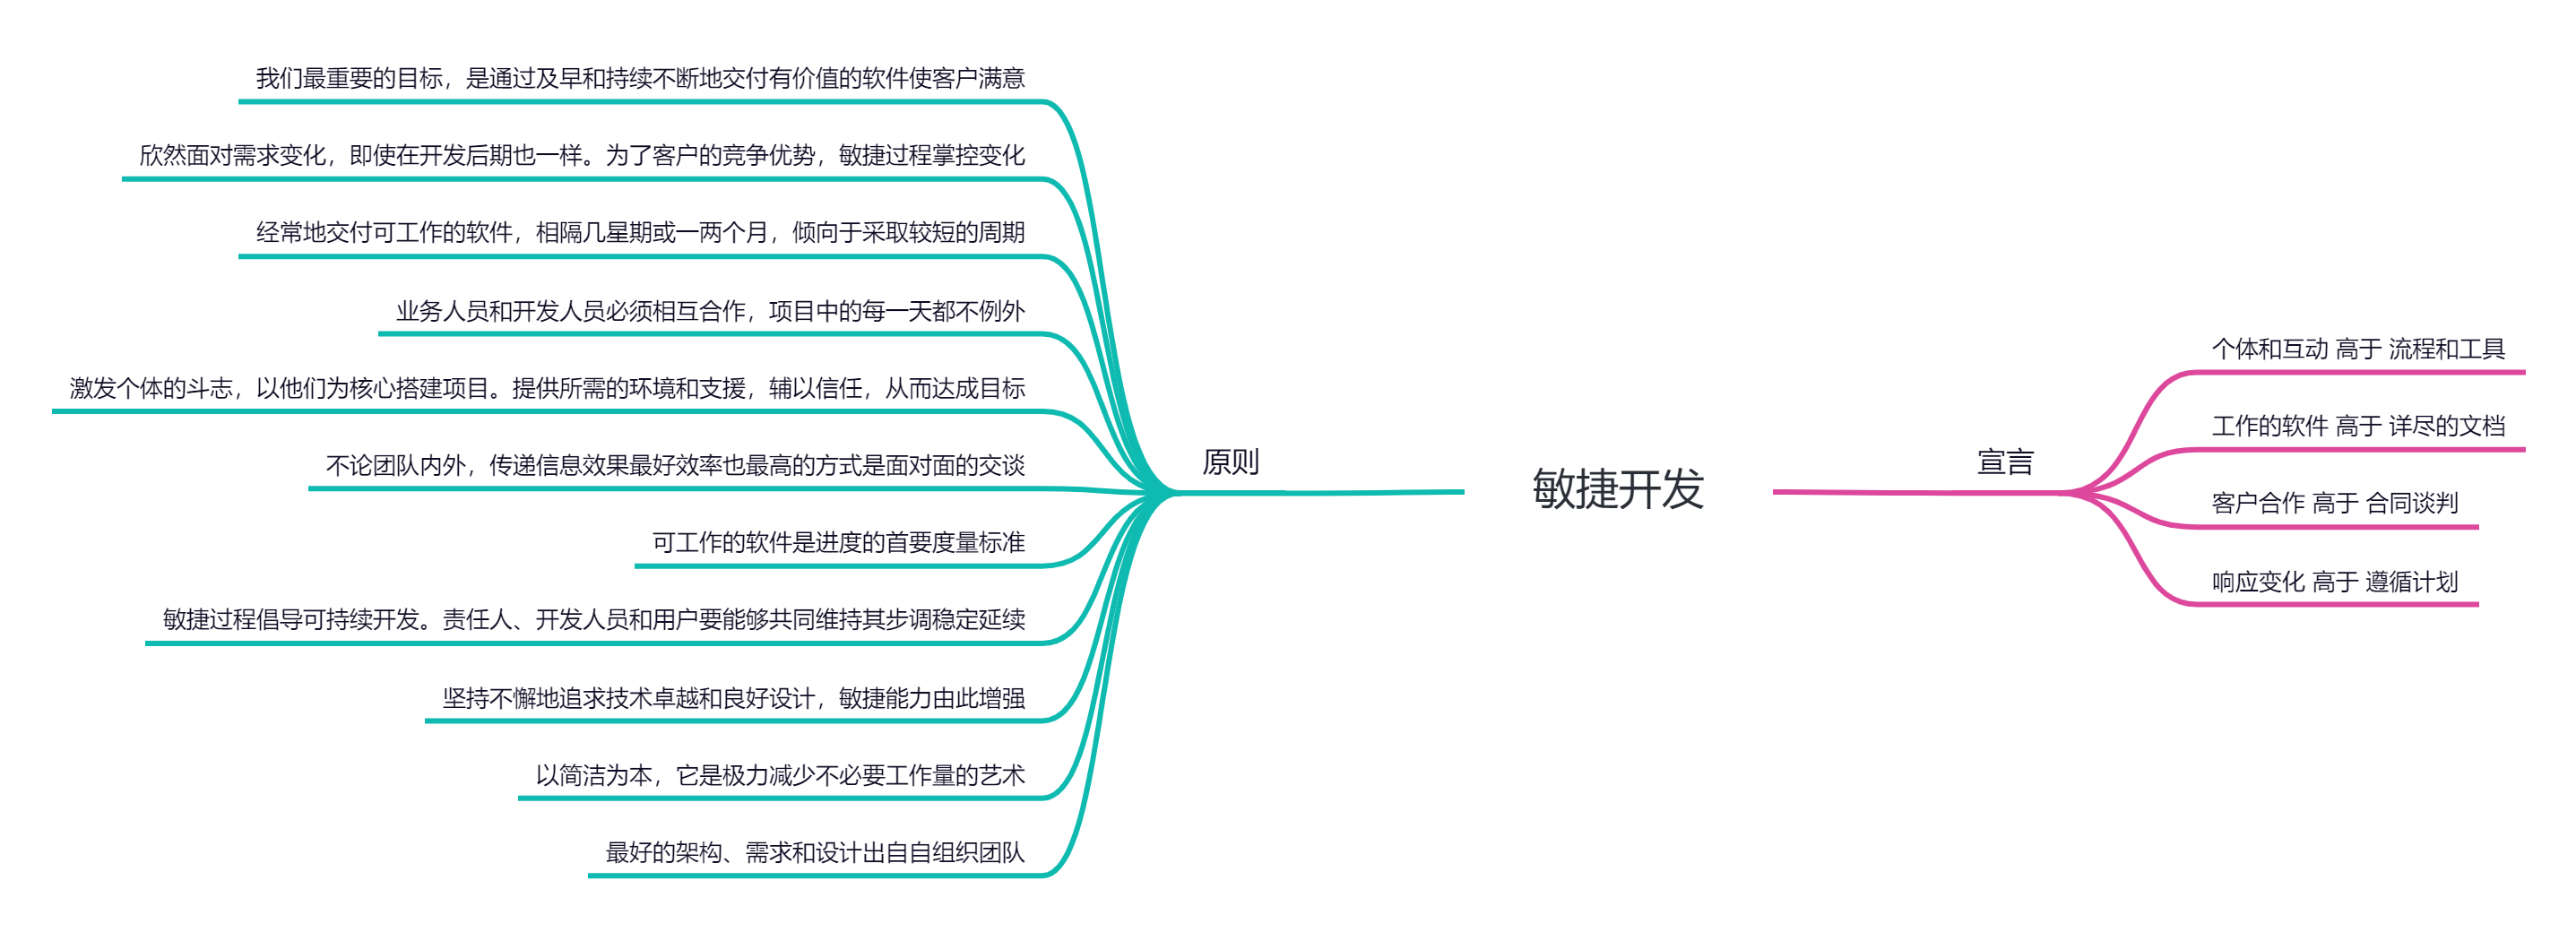 敏捷开发
原则
我们最重要的目标，是通过及早和持续不断地交付有价值的软件使客户满意
欣然面对需求变化，即使在开发后期也一样。为了客户的竞争优势，敏捷过程掌控变化
经常地交付可工作的软件，相隔几星期或一两个月，倾向于采取较短的周期
业务人员和开发人员必须相互合作，项目中的每一天都不例外
激发个体的斗志，以他们为核心搭建项目。提供所需的环境和支援，辅以信任，从而达成目标
不论团队内外，传递信息效果最好效率也最高的方式是面对面的交谈
可工作的软件是进度的首要度量标准
敏捷过程倡导可持续开发。责任人、开发人员和用户要能够共同维持其步调稳定延续
坚持不懈地追求技术卓越和良好设计，敏捷能力由此增强
以简洁为本，它是极力减少不必要工作量的艺术
最好的架构、需求和设计出自自组织团队
宣言
个体和互动 高于 流程和工具
工作的软件 高于 详尽的文档
客户合作 高于 合同谈判
响应变化 高于 遵循计划